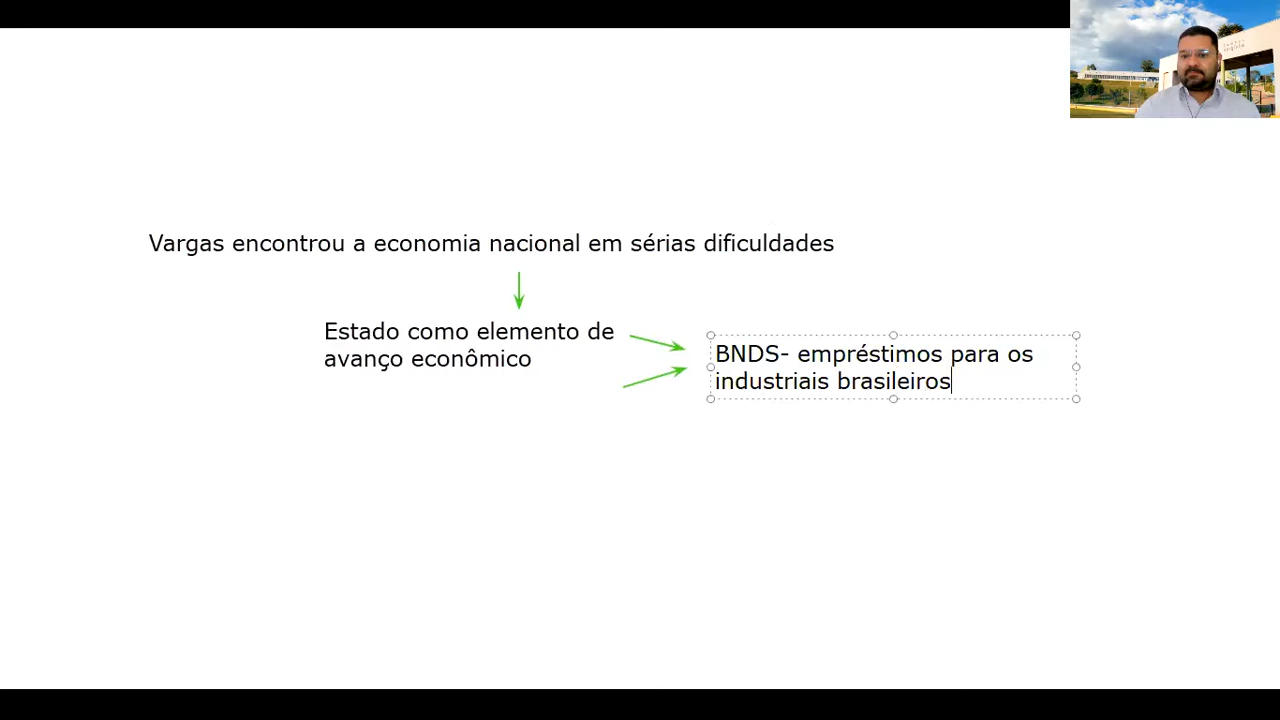 Vargas encontrou a economia nacional em sérias dificuldades
Estado como elemento de
avanço econômico
BNDS- empréstimos para os
industriais brasileiros